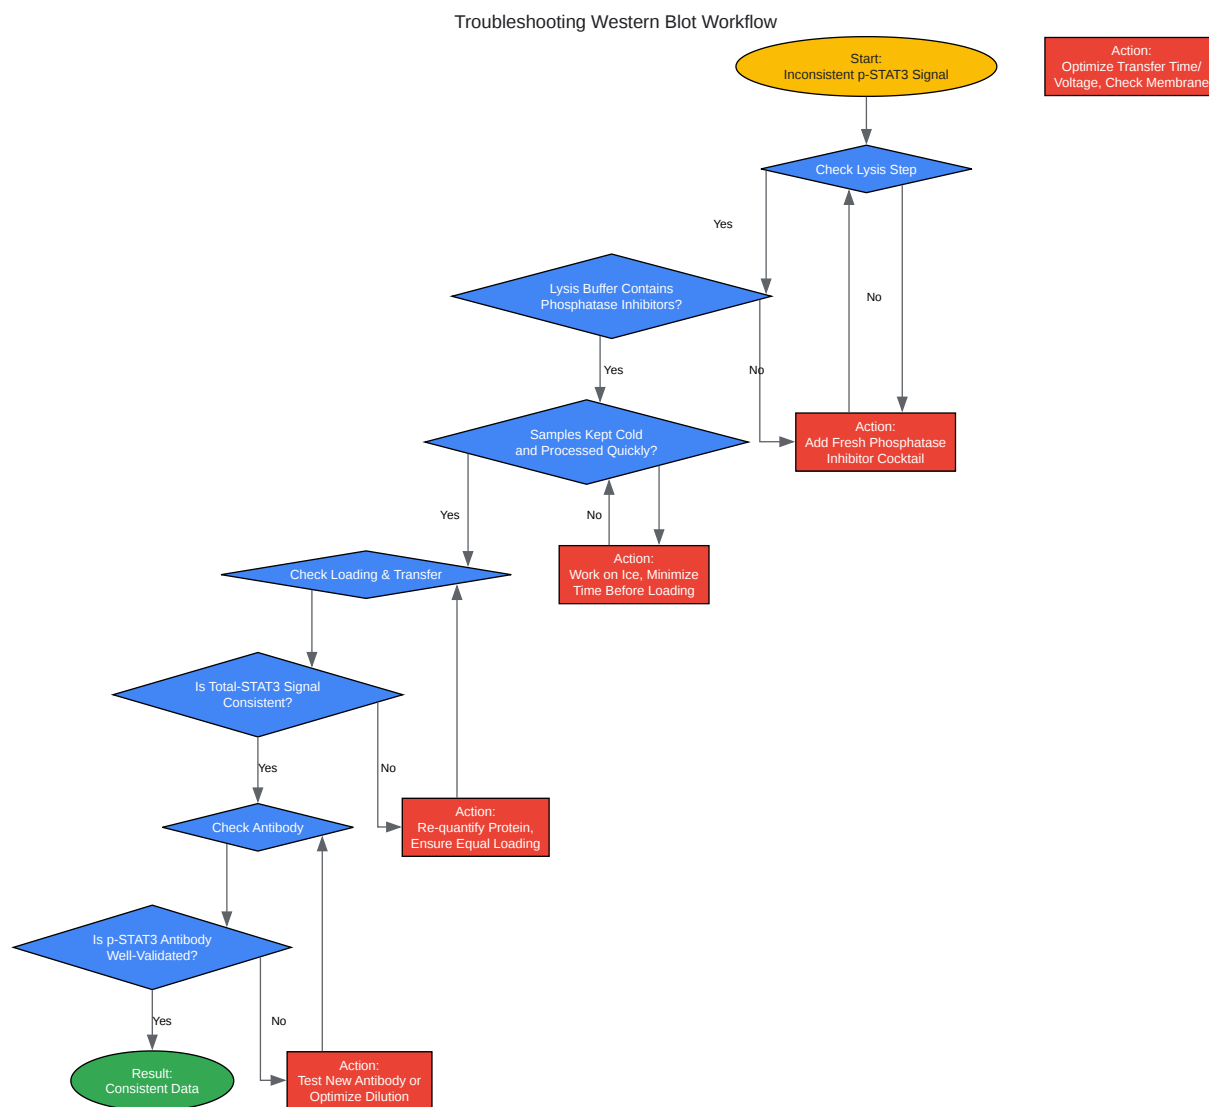 Troubleshooting Western Blot Workflow
Start:
Inconsistent p-STAT3 Signal
Action:
Optimize Transfer Time/
Voltage, Check Membrane
Check Lysis Step
Yes
Lysis Buffer Contains
Phosphatase Inhibitors?
No
Yes
No
Samples Kept Cold
and Processed Quickly?
Action:
Add Fresh Phosphatase
Inhibitor Cocktail
Yes
No
Check Loading & Transfer
Action:
Work on Ice, Minimize
Time Before Loading
Is Total-STAT3 Signal
Consistent?
Yes
No
Check Antibody
Action:
Re-quantify Protein,
Ensure Equal Loading
Is p-STAT3 Antibody
Well-Validated?
Yes
No
Result:
Consistent Data
Action:
Test New Antibody or
Optimize Dilution